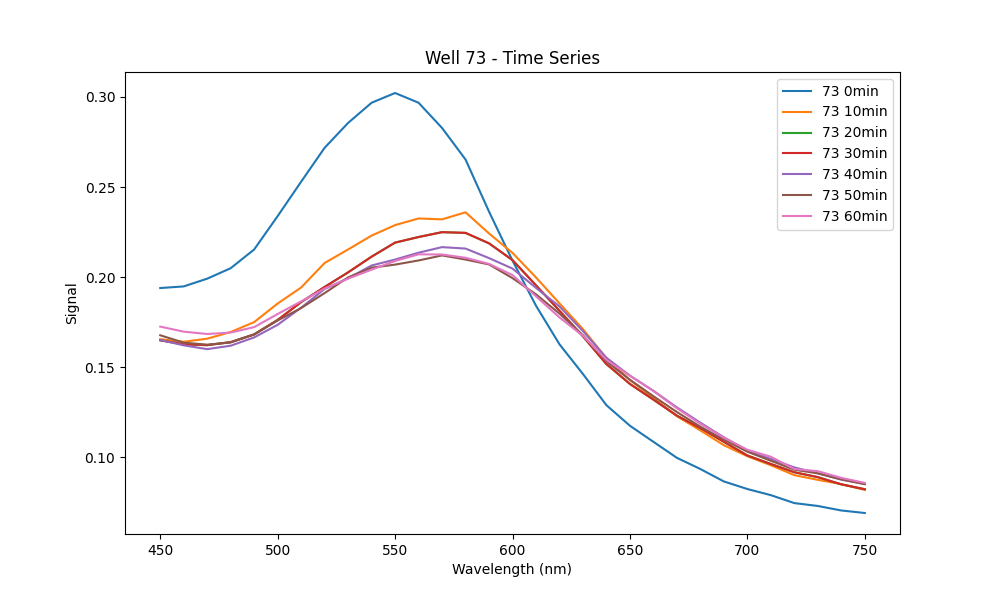 Well 73 - Time Series
73 0min
73 10min
73 20min
73 30min
73 40min
73 50min
73 60min
Signal
0.30
0.25
0.20
0.15
0.10
450 500 550 600 650 700 750
Wavelength (nm)